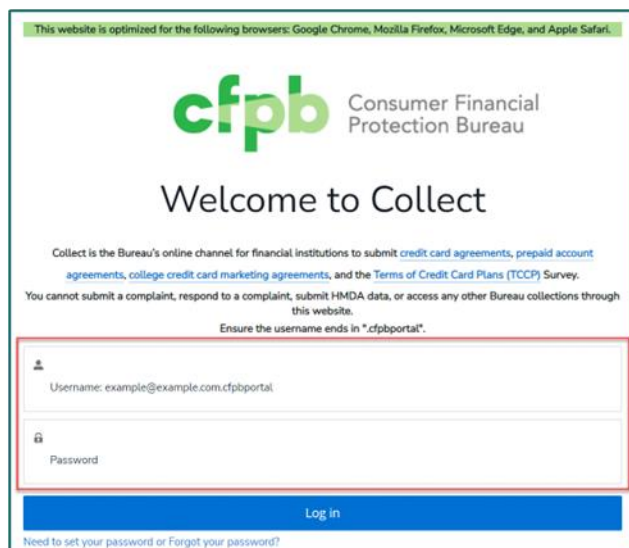 This website is optimized for the following browsers: Google Chrome, Mozilla Firefox, Microsoft Edge, and Apple Safari.
cfpb Consumer Financial
Protection Bureau
Welcome to Collect
Collect is the Bureau's online channel for financial institutions to submit credit card agreements, prepaid account
agreements, college credit card marketing agreements, and the Terms of Credit Card Plans (TCCP) Survey.
You cannot submit a complaint, respond to a complaint, submit HMDA data, or access any other Bureau collections through
this website.
Ensure the username ends in ".cfpbportal".
Username: example@example.com.cfpbportal
Password
Log in
Need to set your password or Forgot your password?